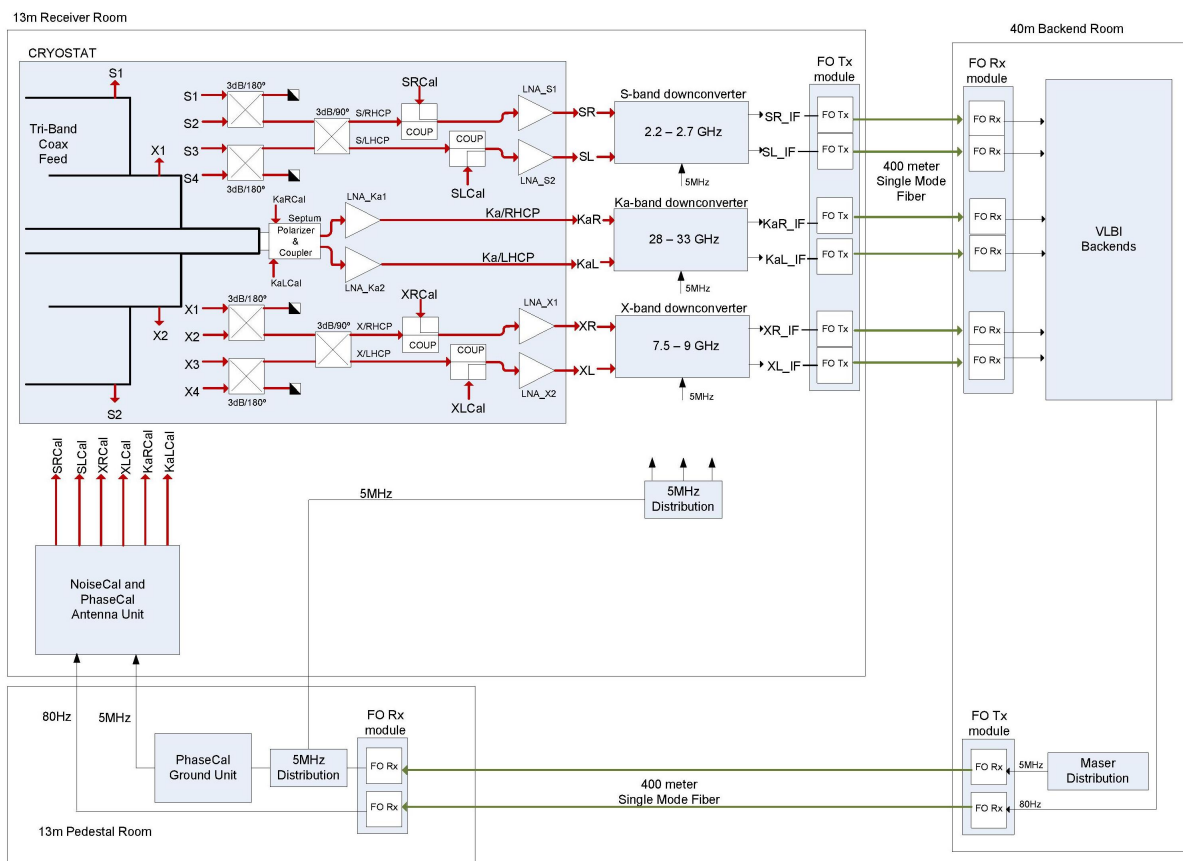 13m Receiver Room
40m Backend Room
CRYOSTAT
S1
Tri-Band
Coax
Feed
X1
X2
S2
S1
S2
S3
S4
3dB/180º
3dB/180º
3dB/90º
S/RHCP
S/LHCP
SRCal
COUP
COUP
SLCal
LNA_S1
LNA_S2
SR
SL
S-band downconverter
2.2 – 2.7 GHz
5MHz
SR_IF
SL_IF
FO Tx
module
FO Tx
FO Tx
FO Rx
module
FO Rx
FO Rx
400 meter
Single Mode
Fiber
VLBI
Backends
KaRCal
Septum
Polarizer
&
Coupler
KaLCal
LNA_Ka1
LNA_Ka2
Ka/RHCP
Ka/LHCP
KaR
KaL
Ka-band downconverter
28 – 33 GHz
5MHz
KaR_IF
KaL_IF
FO Tx
FO Tx
FO Rx
FO Rx
X1
X2
X3
X4
3dB/180º
3dB/180º
3dB/90º
X/RHCP
X/LHCP
XRCal
COUP
COUP
XLCal
LNA_X1
LNA_X2
XR
XL
X-band downconverter
7.5 – 9 GHz
5MHz
XR_IF
XL_IF
FO Tx
FO Tx
FO Rx
FO Rx
SRCal
SLCal
XRCal
XLCal
KaRCal
KaLCal
5MHz
5MHz
Distribution
NoiseCal and
PhaseCal
Antenna Unit
80Hz
5MHz
PhaseCal
Ground Unit
5MHz
Distribution
FO Rx
module
FO Rx
FO Rx
400 meter
Single Mode Fiber
FO Tx
module
FO Rx
FO Rx
5MHz
80Hz
Maser
Distribution
13m Pedestal Room